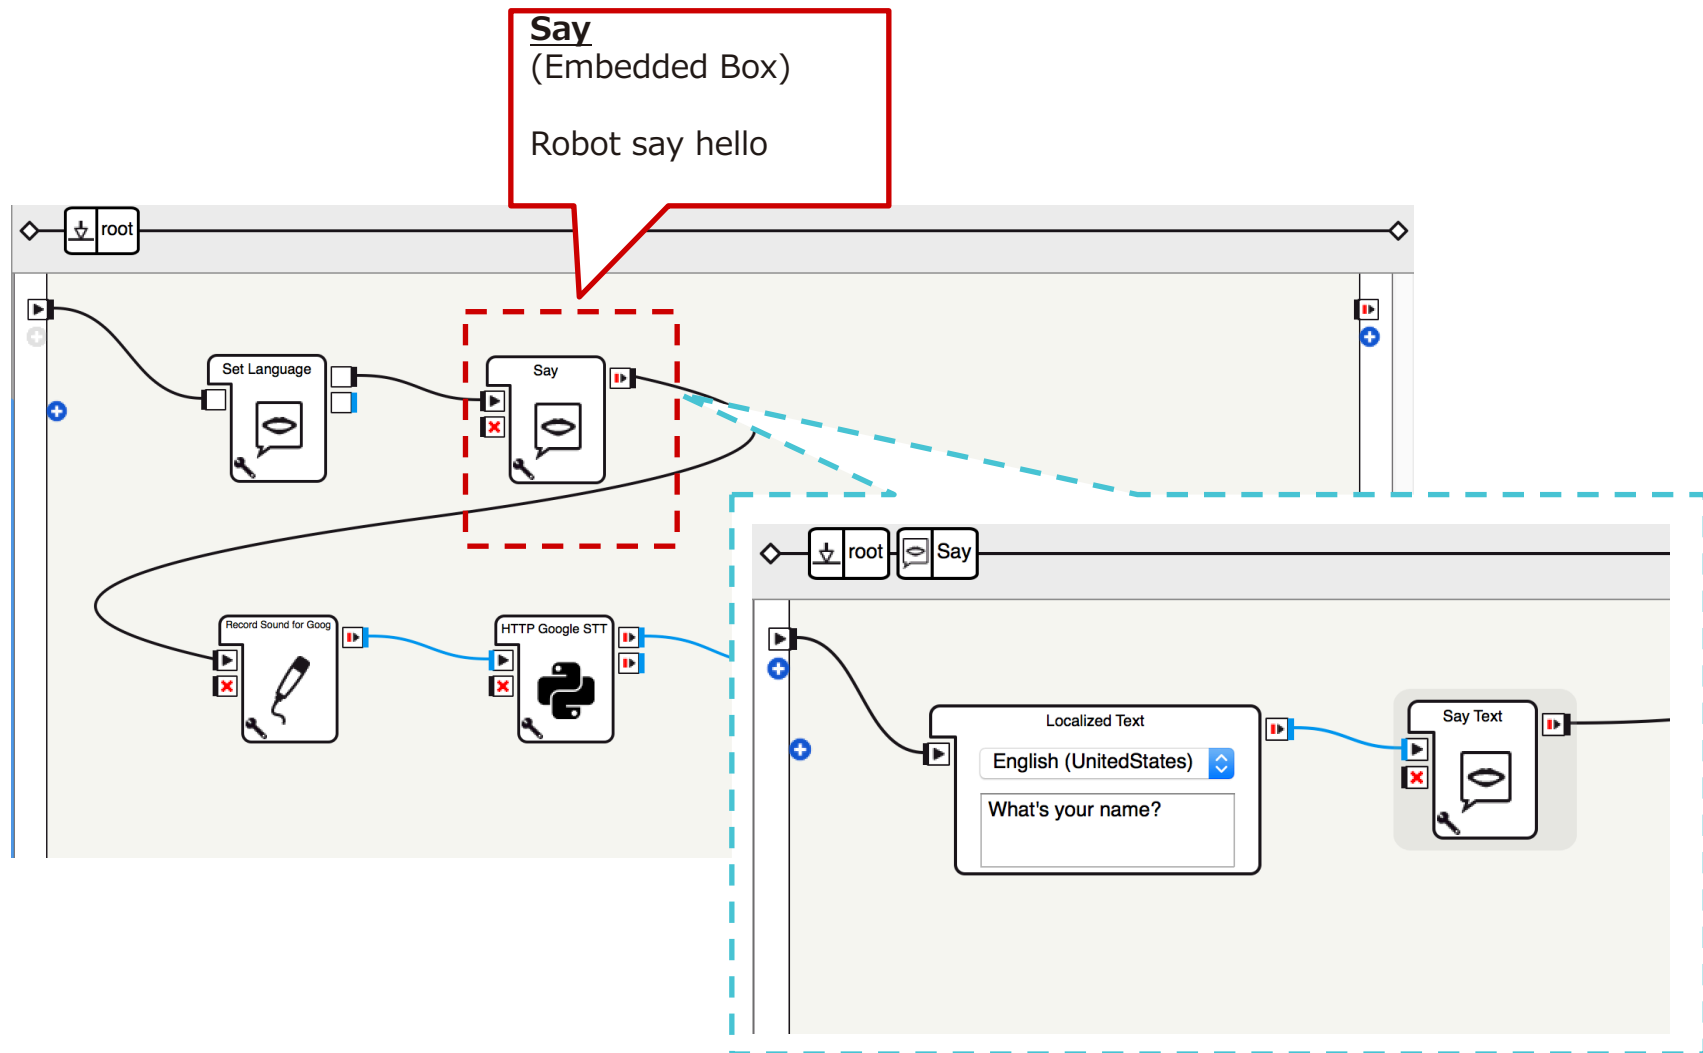 Say
(Embedded Box)
Robot say hello
root
Set Language
Say
Record Sound for Goog
HTTP Google STT
root
Say
Localized Text
English (UnitedStates)
What's your name?
Say Text